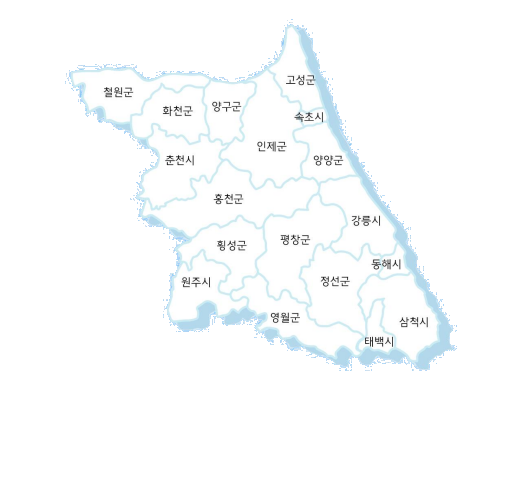 고성군
철원군
양구군
화천군
속초시
인제군
춘천시
양양군
홍천군
강릉시
평창군
횡성군
동해시
정선군
원주시
영월군
삼척시
태백시